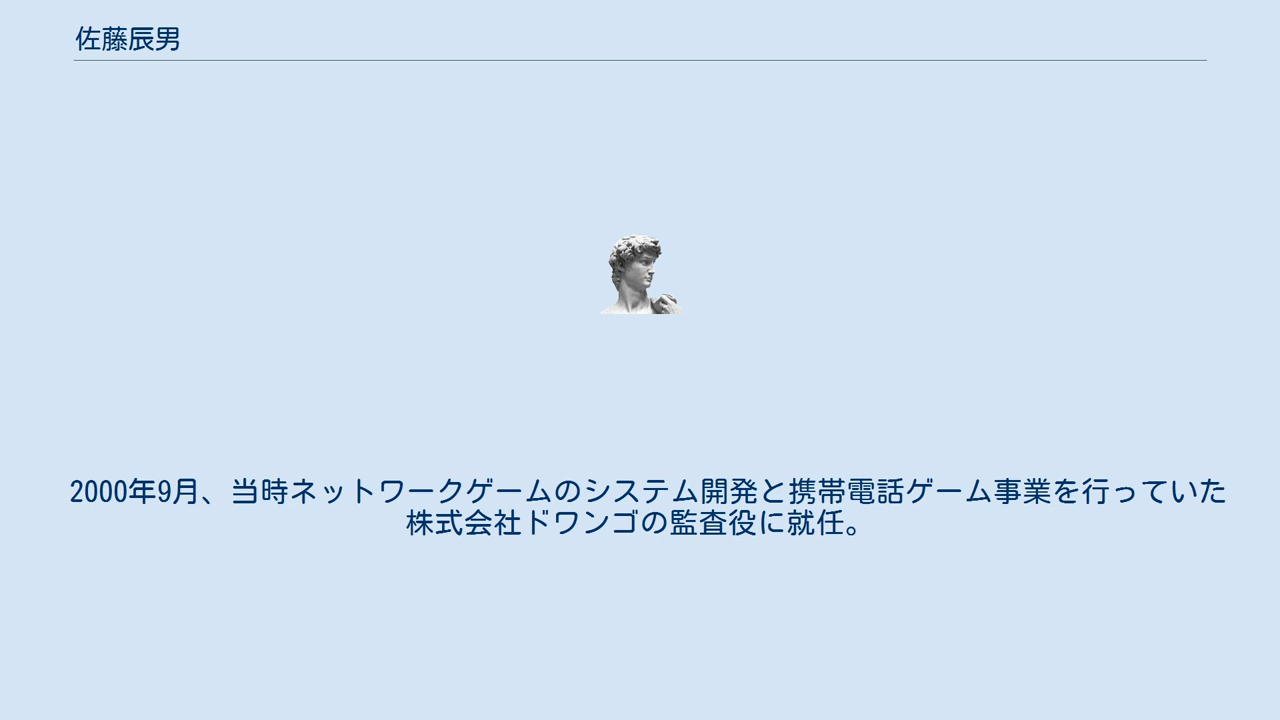 佐藤辰男
2000年9月、当時ネットワークゲームのシステム開発と携帯電話ゲーム事業を行っていた
株式会社ドワンゴの監査役に就任。